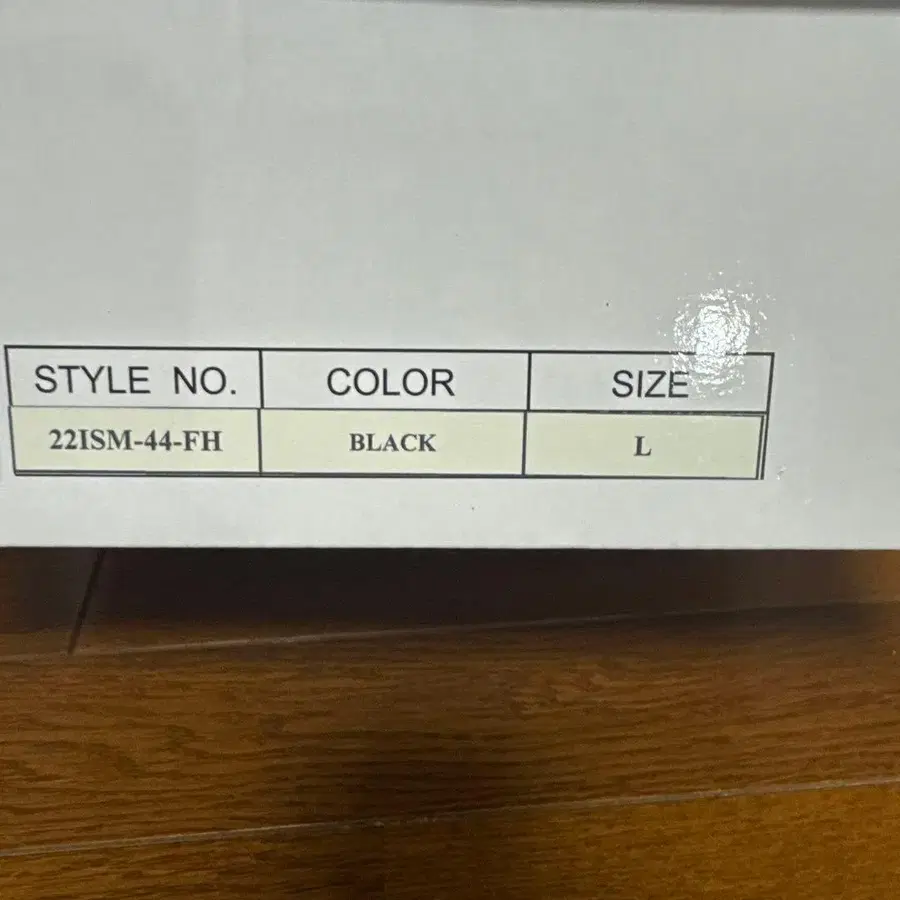 STYLE NO. COLOR SIZE
22ISM-44-FH BLACK L